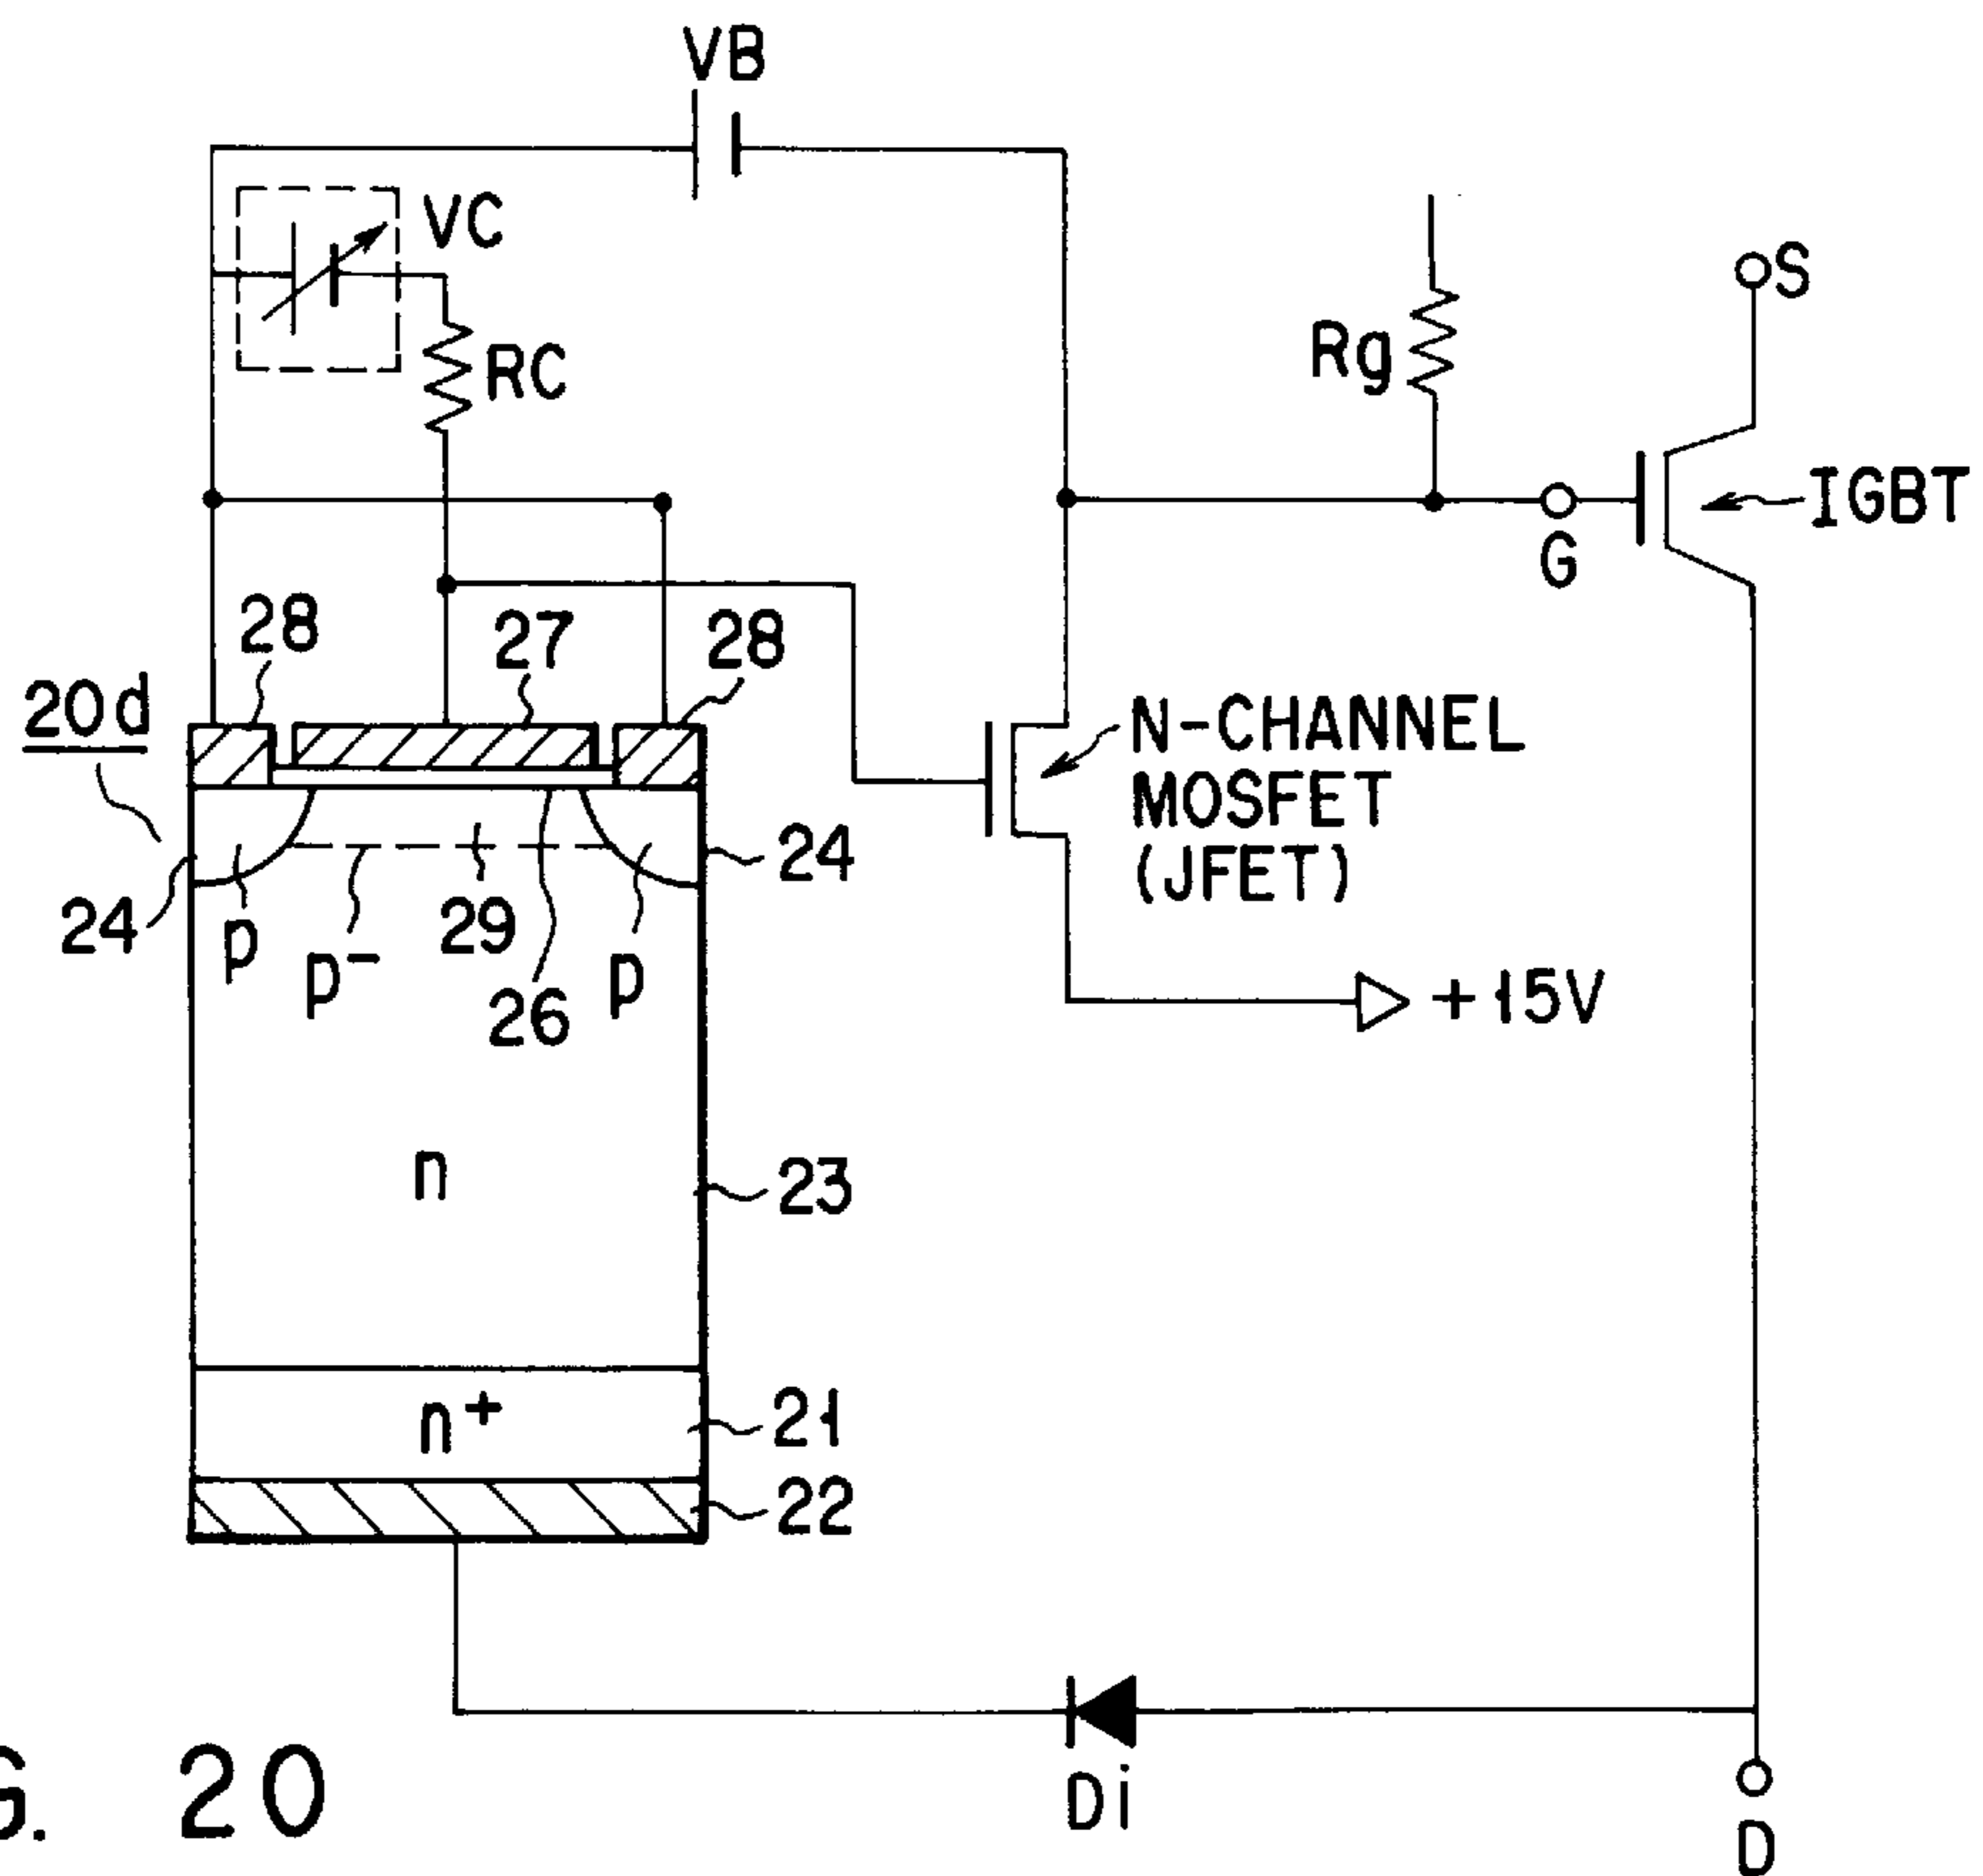 VB
VC
RC
Rg
S
IGBT
G
28
27
28
20d
N-CHANNEL
MOSFET
(JFET)
24
24
p
p⁻
29
26
p
+15V
n
23
n⁺
21
22
Di
D
G. 20